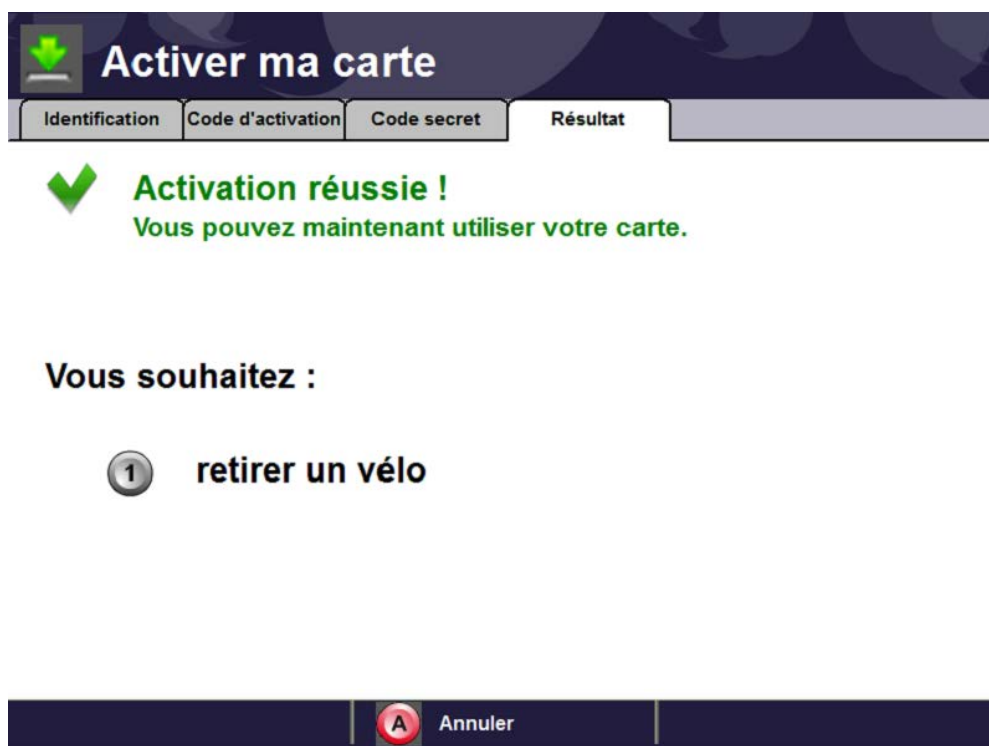 Activer ma carte
Identification Code d'activation Code secret Résultat
Activation réussie !
Vous pouvez maintenant utiliser votre carte.
Vous souhaitez :
1 retirer un vélo
A Annuler